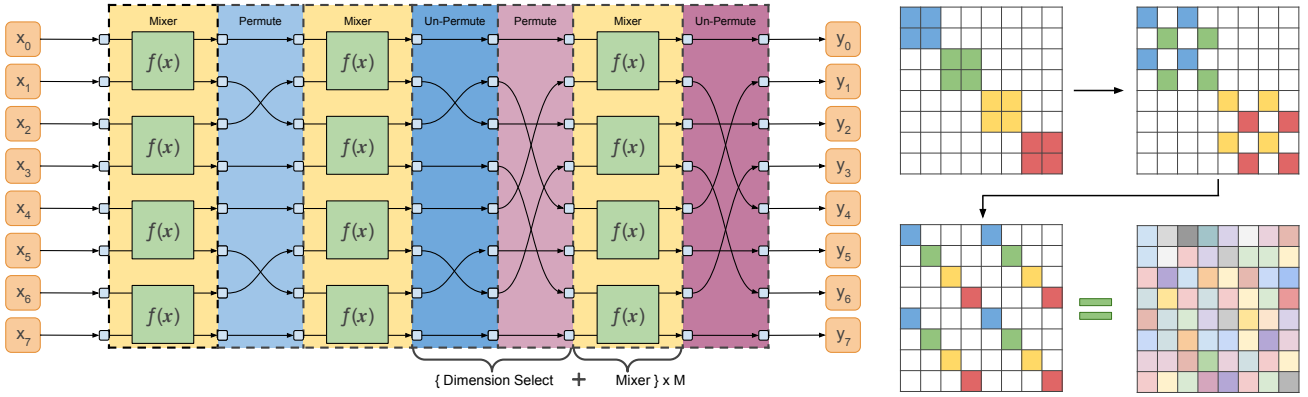 Mixer Permute Mixer Un-Permute Permute Mixer Un-Permute
x0 f(x) f(x) f(x) y0
x1 y1
x2 f(x) f(x) f(x) y2
x3 y3
x4 f(x) f(x) f(x) y4
x5 y5
x6 f(x) f(x) f(x) y6
x7 y7
{ Dimension Select + Mixer } x M